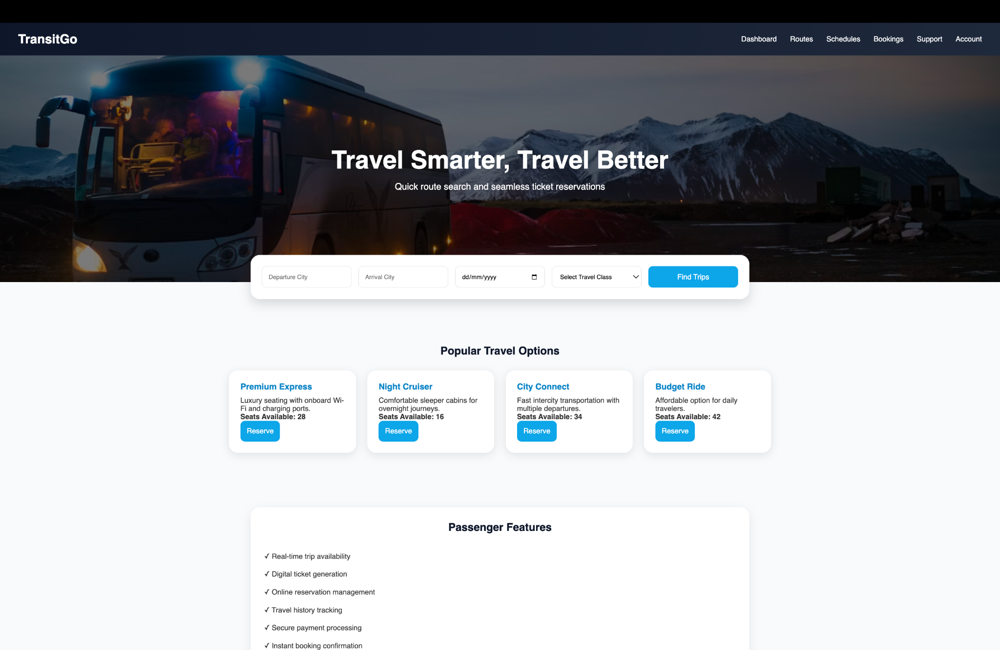 TransitGo
Dashboard Routes Schedules Bookings Support Account
Travel Smarter, Travel Better
Quick route search and seamless ticket reservations
Departure City Arrival City dd/mm/yyyy Select Travel Class Find Trips
Popular Travel Options
Premium Express
Luxury seating with onboard Wi-
Fi and charging ports.
Seats Available: 28
Reserve
Night Cruiser
Comfortable sleeper cabins for
overnight journeys.
Seats Available: 16
Reserve
City Connect
Fast intercity transportation with
multiple departures.
Seats Available: 34
Reserve
Budget Ride
Affordable option for daily
travelers.
Seats Available: 42
Reserve
Passenger Features
✓ Real-time trip availability
✓ Digital ticket generation
✓ Online reservation management
✓ Travel history tracking
✓ Secure payment processing
✓ Instant booking confirmation